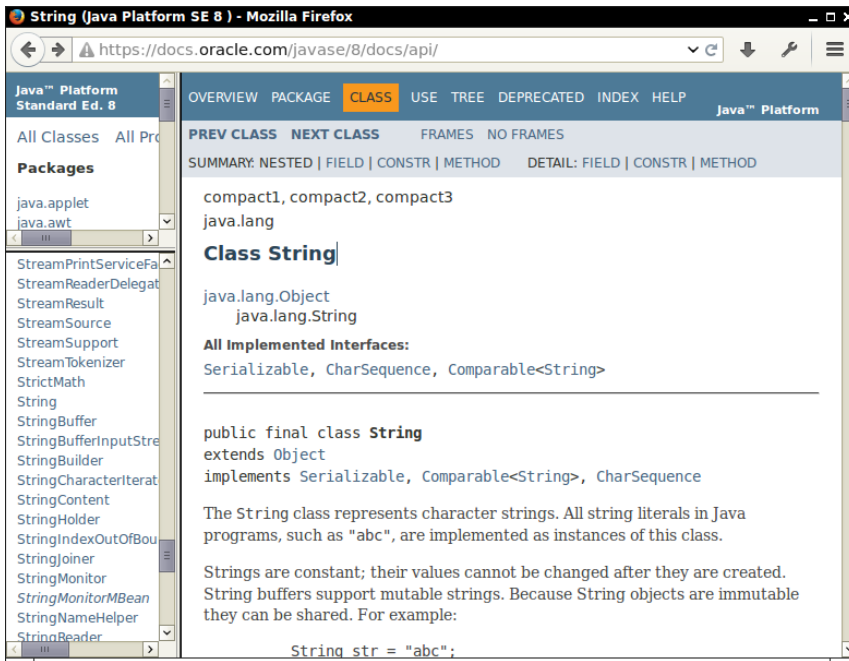 String (Java Platform SE 8 ) - Mozilla Firefox
https://docs.oracle.com/javase/8/docs/api/
Java™ Platform
Standard Ed. 8
All Classes All Pro
Packages
java.applet
java.awt
StreamPrintServiceFa
StreamReaderDelegat
StreamResult
StreamSource
StreamSupport
StreamTokenizer
StrictMath
String
StringBuffer
StringBufferInputStre
StringBuilder
StringCharacterIterat
StringContent
StringHolder
StringIndexOutOfBou
StringJoiner
StringMonitor
StringMonitorMBean
StringNameHelper
StringReader
OVERVIEW PACKAGE CLASS USE TREE DEPRECATED INDEX HELP
Java™ Platform
PREV CLASS NEXT CLASS FRAMES NO FRAMES
SUMMARY: NESTED | FIELD | CONSTR | METHOD DETAIL: FIELD | CONSTR | METHOD
compact1, compact2, compact3
java.lang
Class String
java.lang.Object
java.lang.String
All Implemented Interfaces:
Serializable, CharSequence, Comparable<String>
public final class String
extends Object
implements Serializable, Comparable<String>, CharSequence
The String class represents character strings. All string literals in Java
programs, such as "abc", are implemented as instances of this class.
Strings are constant; their values cannot be changed after they are created.
String buffers support mutable strings. Because String objects are immutable
they can be shared. For example:
String str = "abc";